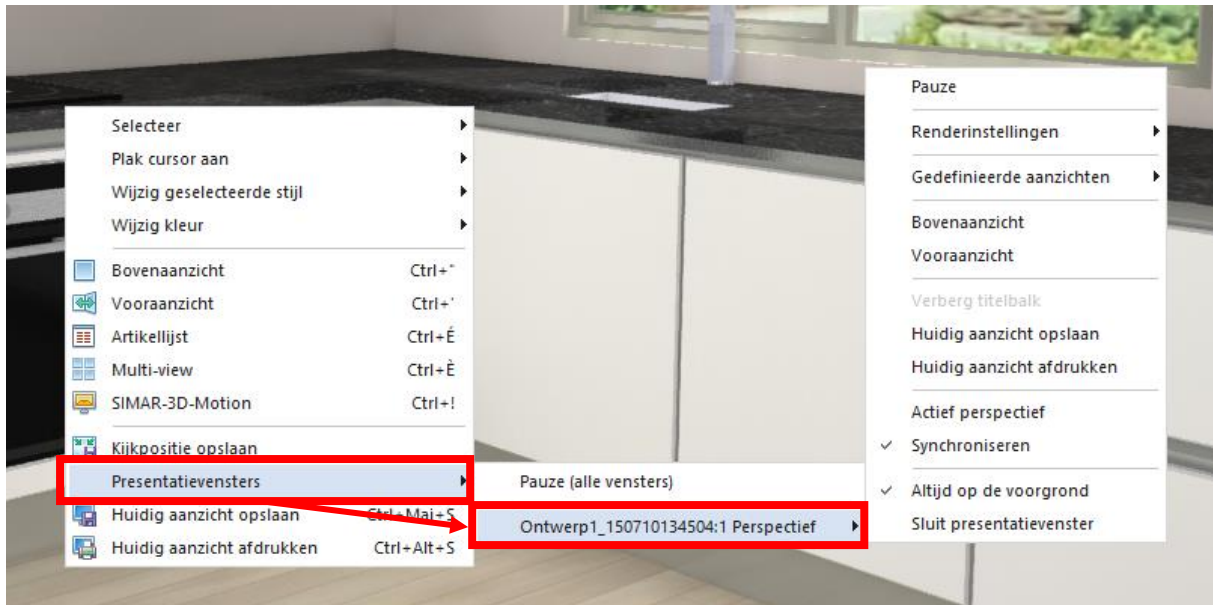 Selecteer
Plak cursor aan
Wijzig geselecteerde stijl
Wijzig kleur
Bovenaanzicht Ctrl+¨
Vooraanzicht Ctrl+'
Artikellijst Ctrl+É
Multi-view Ctrl+È
SIMAR-3D-Motion Ctrl+!
Kijkpositie opslaan
Presentatievensters
Huidig aanzicht opslaan Ctrl+Maj+S
Huidig aanzicht afdrukken Ctrl+Alt+S
Pauze (alle vensters)
Ontwerp1_150710134504:1 Perspectief
Pauze
Renderinstellingen
Gedefinieerde aanzichten
Bovenaanzicht
Vooraanzicht
Verberg titelbalk
Huidig aanzicht opslaan
Huidig aanzicht afdrukken
Actief perspectief
Synchroniseren
Altijd op de voorgrond
Sluit presentatievenster